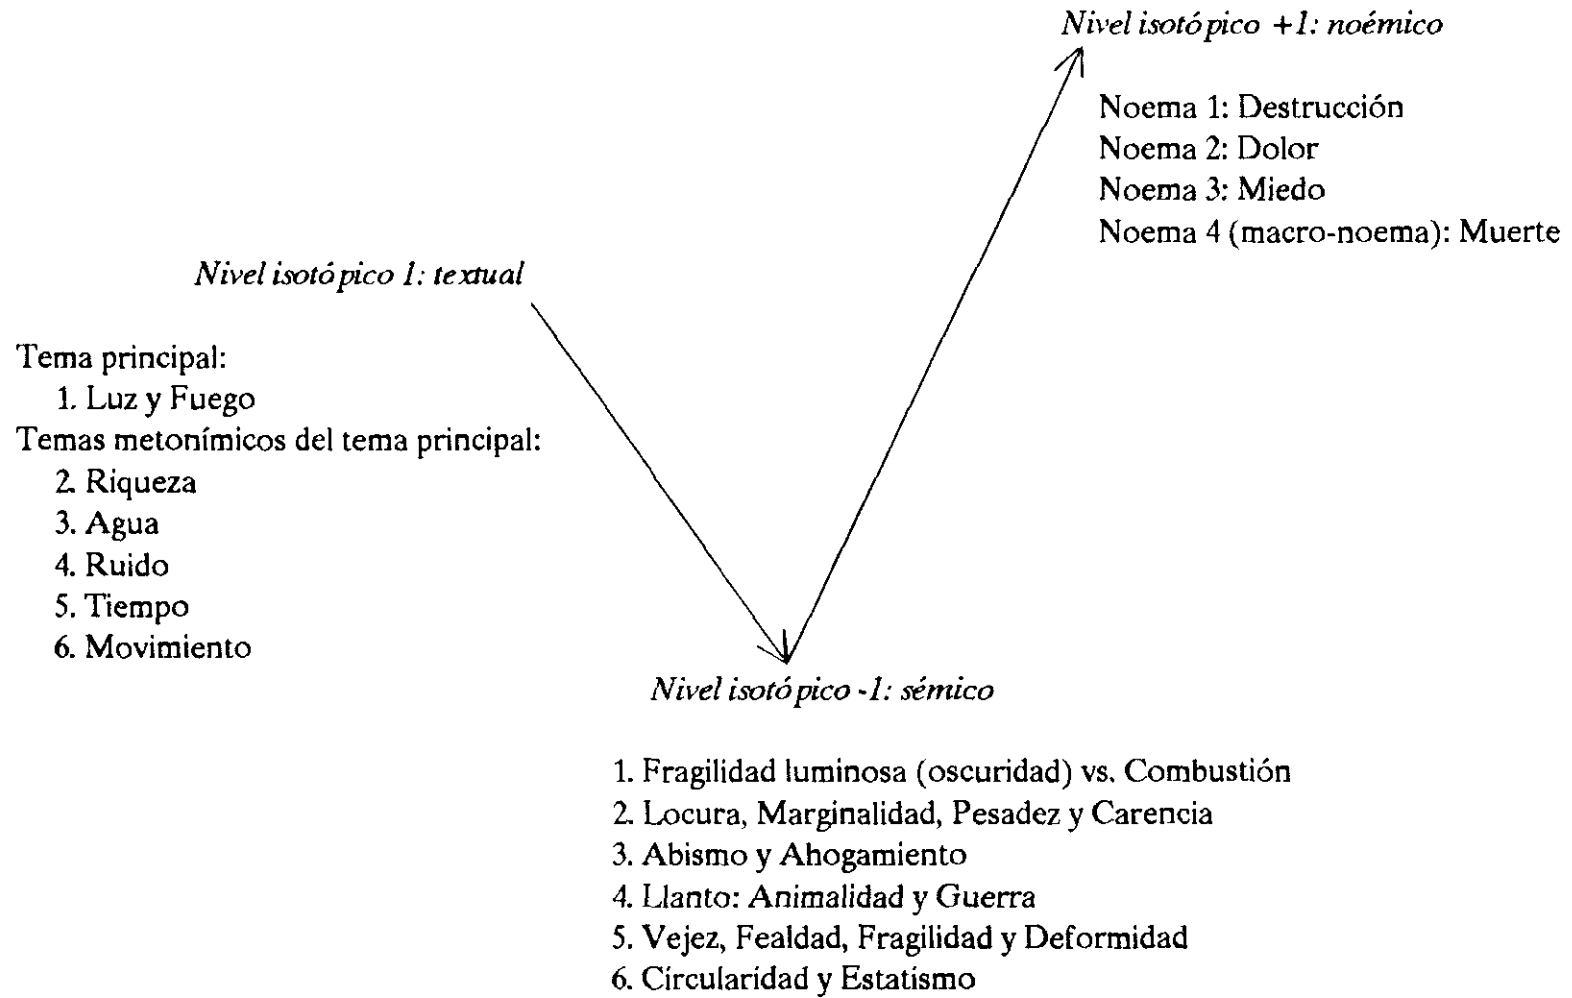 Nivel isotópico +1: noémico
Noema 1: Destrucción
Noema 2: Dolor
Noema 3: Miedo
Noema 4 (macro-noema): Muerte
Nivel isotópico 1: textual
Tema principal:
1. Luz y Fuego
Temas metonímicos del tema principal:
2. Riqueza
3. Agua
4. Ruido
5. Tiempo
6. Movimiento
Nivel isotópico -1: sémico
1. Fragilidad luminosa (oscuridad) vs. Combustión
2. Locura, Marginalidad, Pesadez y Carencia
3. Abismo y Ahogamiento
4. Llanto: Animalidad y Guerra
5. Vejez, Fealdad, Fragilidad y Deformidad
6. Circularidad y Estatismo